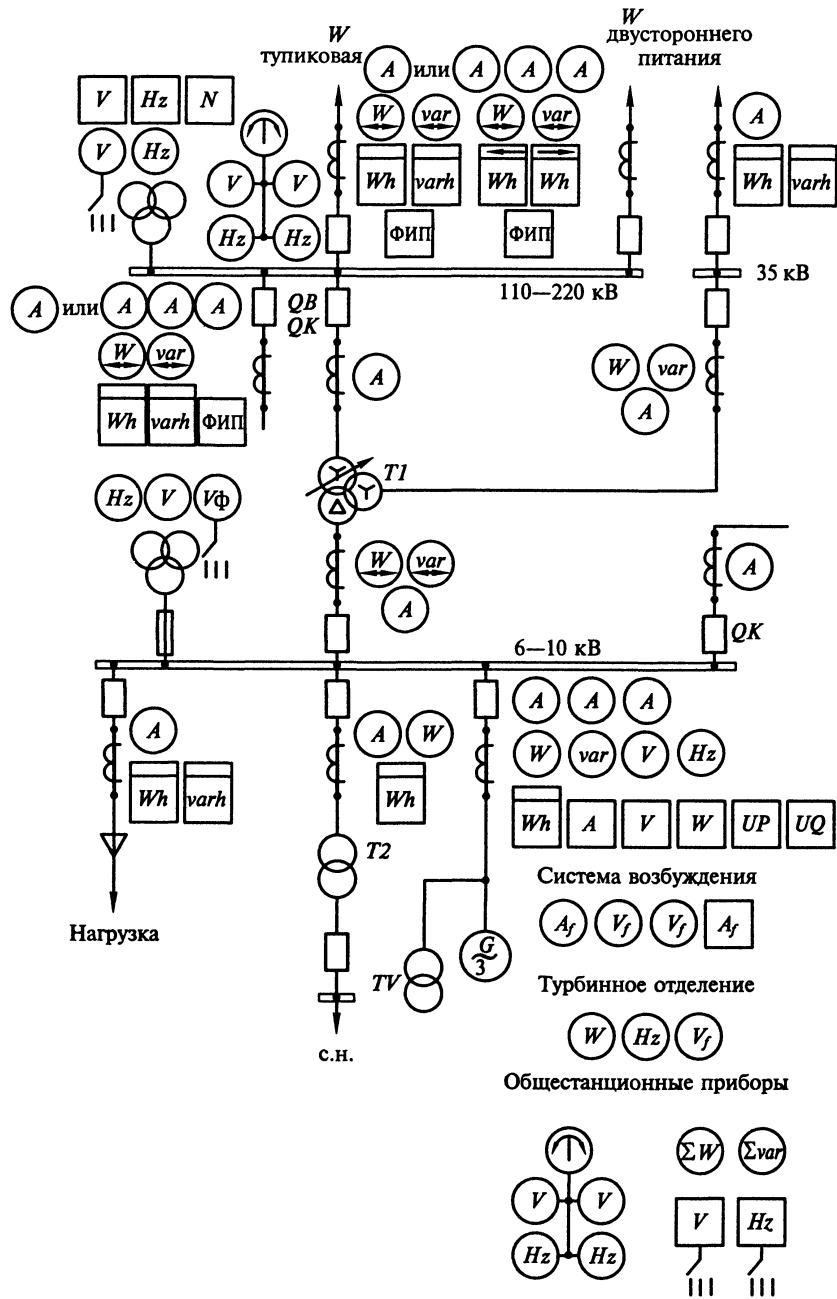 W W
тупиковая двустороннего
питания
A или A A A
V Hz N
W var W var A
V Hz
V V Wh varh Wh Wh Wh varh
Hz Hz ФИП ФИП
110—220 кВ 35 кВ
A или A A A QB
QK
W var A W var
A
Wh varh ФИП
T1
Hz V Vф
W var A
A
QK
6—10 кВ
A A A
A A W W var V Hz
Wh varh Wh Wh A V W UP UQ
T2
Система возбуждения
Af Vf Vf Af
Нагрузка
G
3
TV
Турбинное отделение
W Hz Vf
с.н.
Общестанционные приборы
ΣW Σvar
V V V Hz
Hz Hz